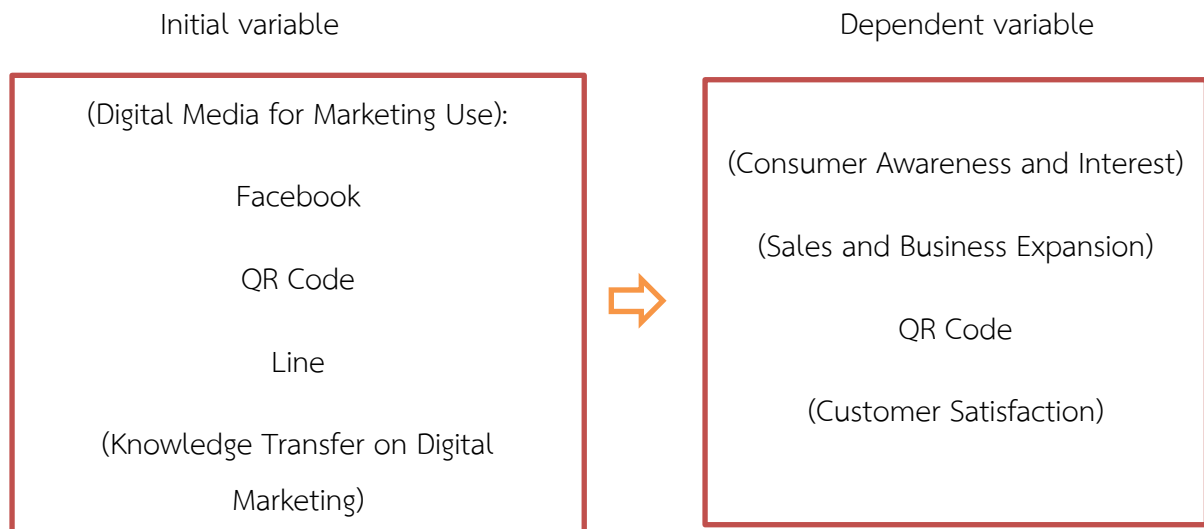 Initial variable
(Digital Media for Marketing Use):
Facebook
QR Code
Line
(Knowledge Transfer on Digital
Marketing)
Dependent variable
(Consumer Awareness and Interest)
(Sales and Business Expansion)
QR Code
(Customer Satisfaction)